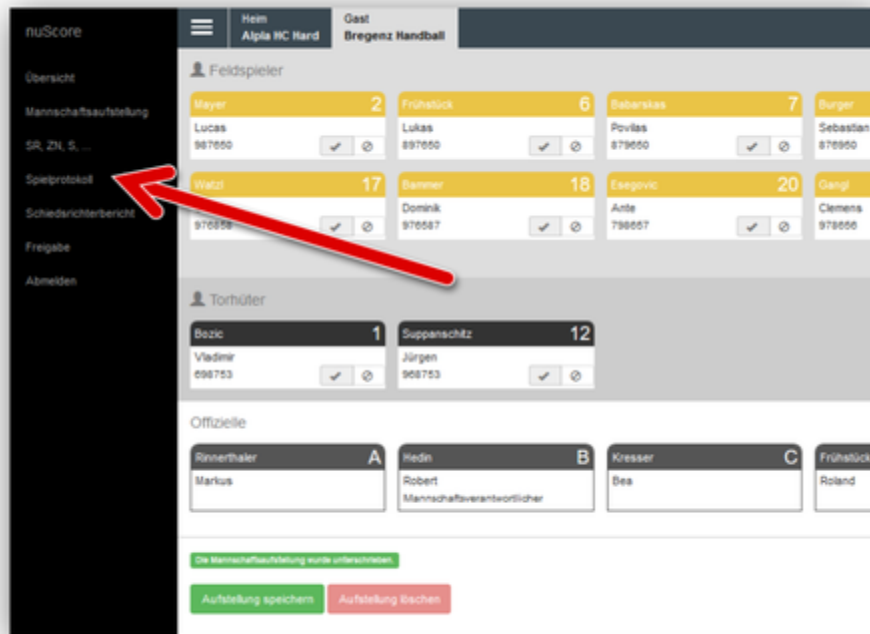 nuScore
Übersicht
Mannschaftsaufstellung
SR, ZN, S, ...
Spielprotokoll
Schiedsrichterbericht
Freigabe
Abmelden
Heim
Alpla HC Hard
Gast
Bregenz Handball
Feldspieler
Mayer 2
Lucas
987650
Frühstück 6
Lukas
897650
Babarskas 7
Povilas
879650
Burger
Sebastian
876950
Watzl 17
976858
Bammer 18
Dominik
976587
Esegovic 20
Ante
798657
Gangl
Clemens
978656
Torhüter
Bozic 1
Vladimir
698753
Suppanschitz 12
Jürgen
968753
Offizielle
Rinnerthaler A
Markus
Hedin B
Robert
Mannschaftsverantwortlicher
Kresser C
Bea
Frühstück
Roland
Die Mannschaftsaufstellung wurde unterschrieben.
Aufstellung speichern
Aufstellung löschen